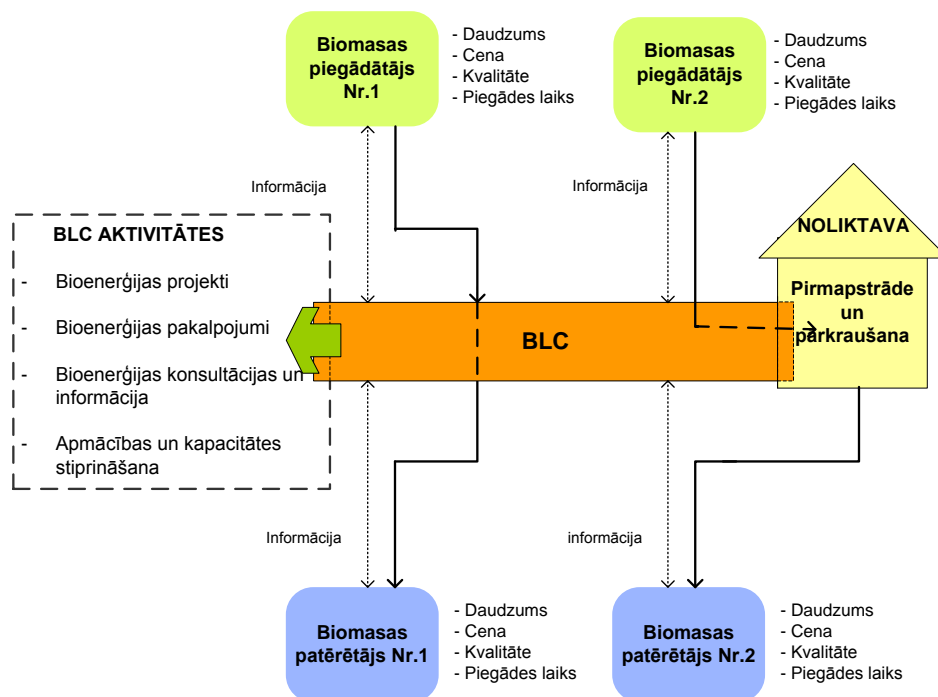 Biomasas
piegādātājs
Nr.1
- Daudzums
- Cena
- Kvalitāte
- Piegādes laiks
Biomasas
piegādātājs
Nr.2
- Daudzums
- Cena
- Kvalitāte
- Piegādes laiks
Informācija
Informācija
BLC AKTIVITĀTES
- Bioenerģijas projekti
- Bioenerģijas pakalpojumi
- Bioenerģijas konsultācijas un
informācija
- Apmācības un kapacitātes
stiprināšana
BLC
NOLIKTAVA
Pirmapstrāde
un
pārkraušana
Informācija
informācija
Biomasas
patērētājs Nr.1
- Daudzums
- Cena
- Kvalitāte
- Piegādes laiks
Biomasas
patērētājs Nr.2
- Daudzums
- Cena
- Kvalitāte
- Piegādes laiks